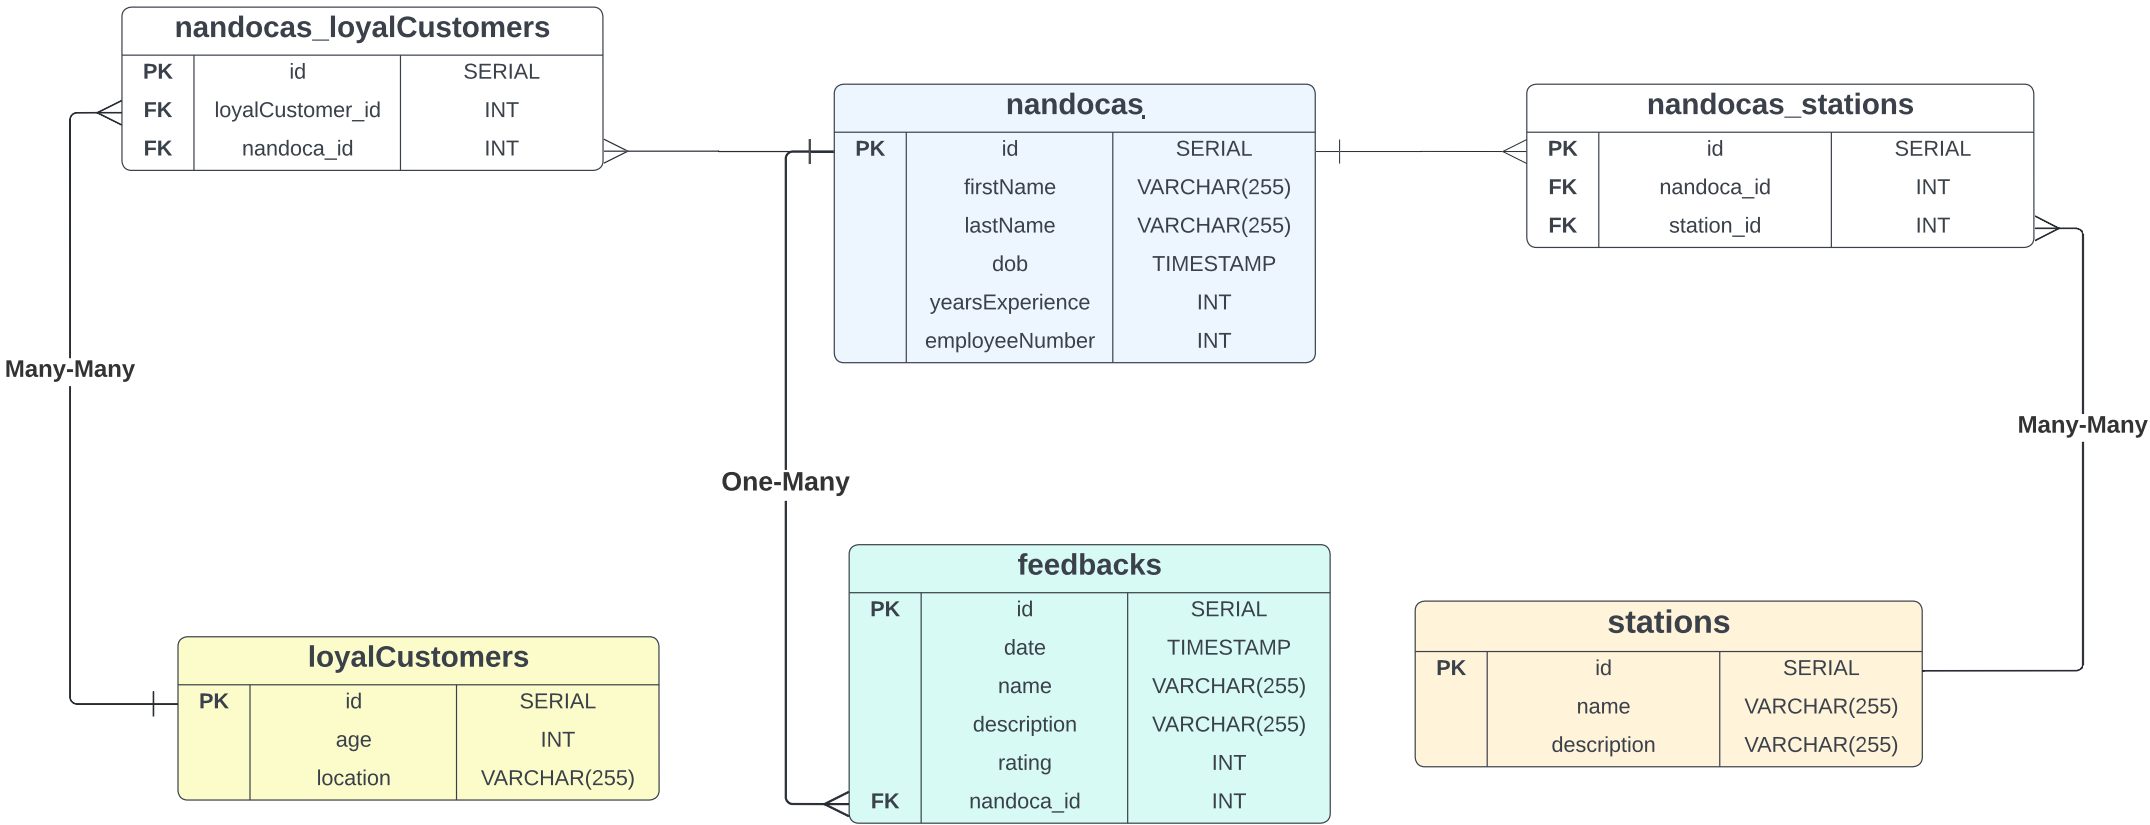 nandocas_loyalCustomers
PK id SERIAL
FK loyalCustomer_id INT
FK nandoca_id INT
nandocas
PK id SERIAL
firstName VARCHAR(255)
lastName VARCHAR(255)
dob TIMESTAMP
yearsExperience INT
employeeNumber INT
nandocas_stations
PK id SERIAL
FK nandoca_id INT
FK station_id INT
Many-Many
One-Many
Many-Many
loyalCustomers
PK id SERIAL
age INT
location VARCHAR(255)
feedbacks
PK id SERIAL
date TIMESTAMP
name VARCHAR(255)
description VARCHAR(255)
rating INT
FK nandoca_id INT
stations
PK id SERIAL
name VARCHAR(255)
description VARCHAR(255)